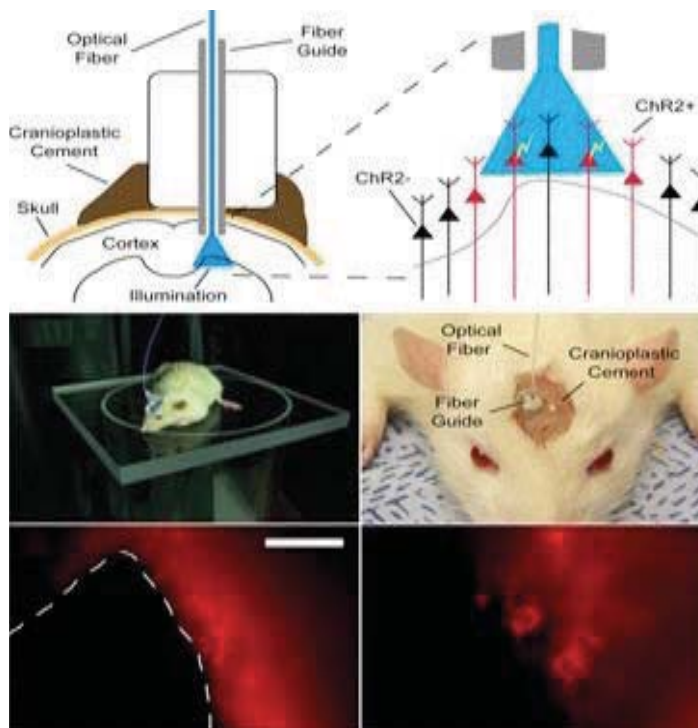 Optical
Fiber
Fiber
Guide
Cranioplastic
Cement
Skull
Cortex
Illumination
ChR2+
ChR2-
Optical
Fiber
Cranioplastic
Cement
Fiber
Guide